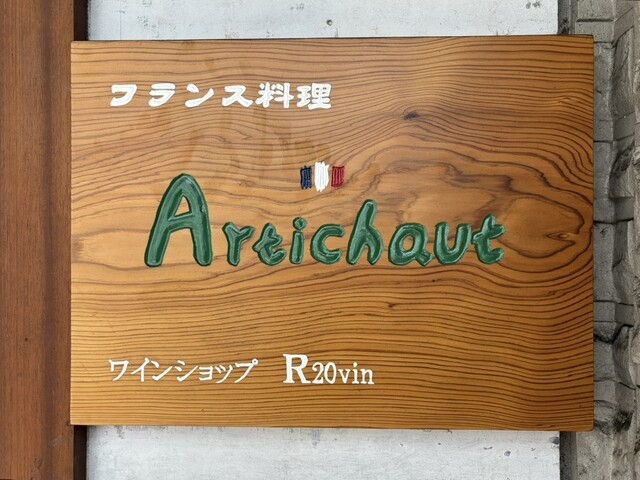 フランス料理
Artichaut
ワインショップ R20vin